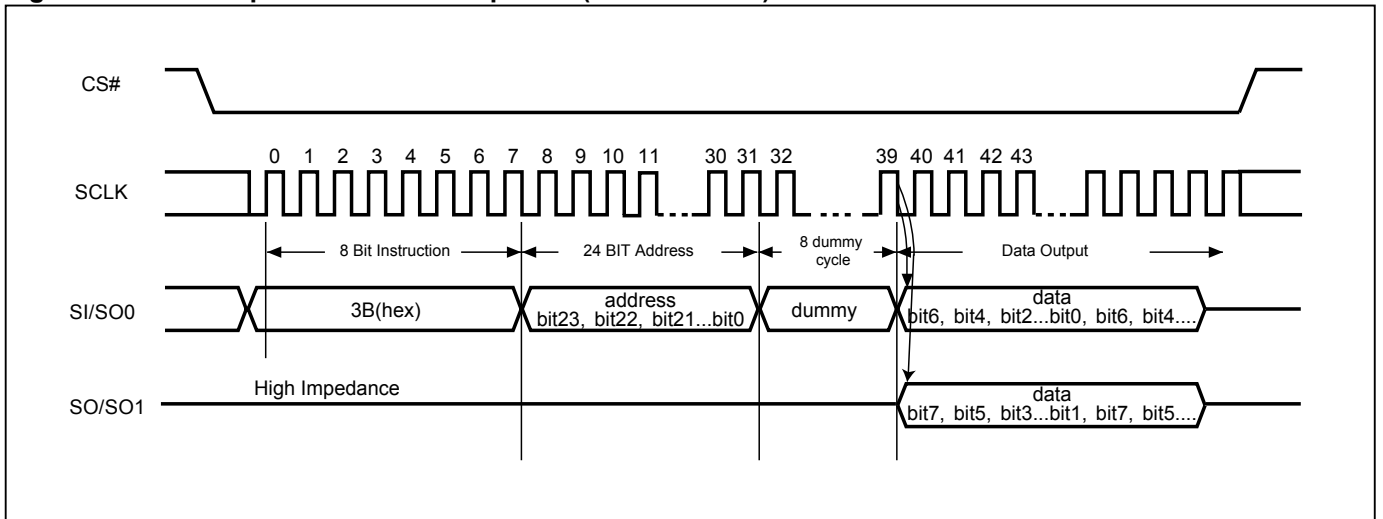 CS#
0 1 2 3 4 5 6 7 8 9 10 11 30 31 32 39 40 41 42 43
SCLK
8 Bit Instruction 24 BIT Address 8 dummy cycle Data Output
SI/SO0 3B(hex) address dummy data
bit23, bit22, bit21...bit0 bit6, bit4, bit2...bit0, bit6, bit4....
High Impedance
SO/SO1 data
bit7, bit5, bit3...bit1, bit7, bit5....